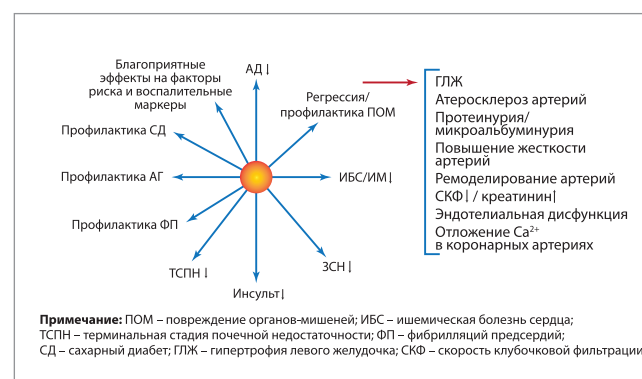 Благоприятные
эффекты на факторы
риска и воспалительные
маркеры
АД↓
Регрессия/
профилактика ПОМ
Профилактика СД
Профилактика АГ
ИБС/ИМ↓
Профилактика ФП
ТСПН↓
Инсульт↓
ЗСН↓
ГЛЖ
Атеросклероз артерий
Протеинурия/
микроальбуминурия
Повышение жесткости
артерий
Ремоделирование артерий
СКФ↓/ креатинин↑
Эндотелиальная дисфункция
Отложение Ca²⁺
в коронарных артериях
Примечание: ПОМ – повреждение органов-мишеней; ИБС – ишемическая болезнь сердца;
ТСПН – терминальная стадия почечной недостаточности; ФП – фибрилляций предсердий;
СД – сахарный диабет; ГЛЖ – гипертрофия левого желудочка; СКФ – скорость клубочковой фильтрации